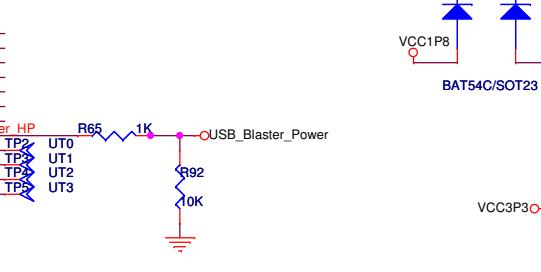 VCC1P8
BAT54C/SOT23
er_HP
R65
1K
USB_Blaster_Power
TP2
UT0
TP3
UT1
TP4
UT2
TP5
UT3
R92
10K
VCC3P3